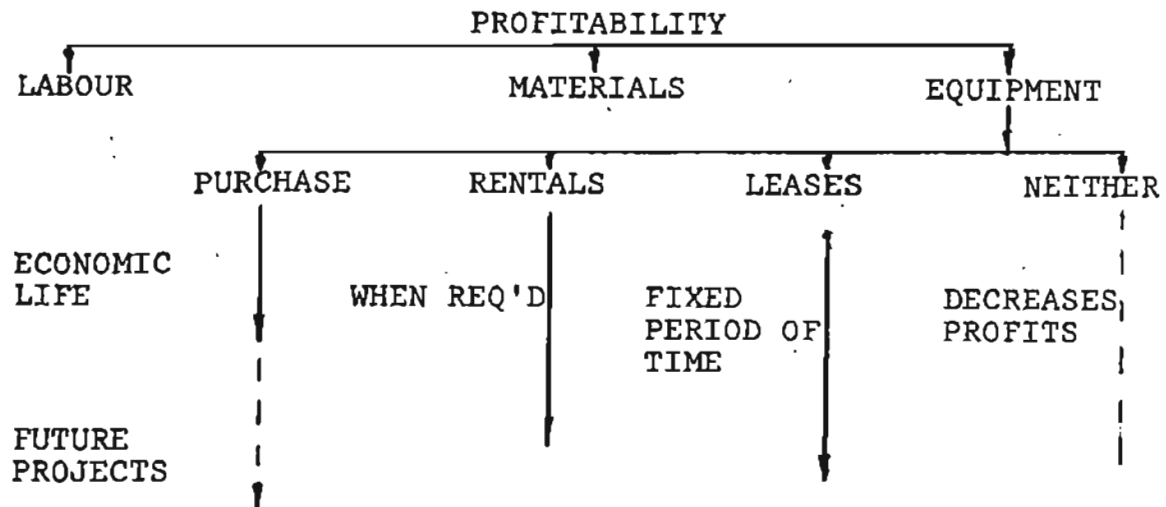 PROFITABILITY
LABOUR MATERIALS EQUIPMENT
PURCHASE RENTALS LEASES NEITHER
ECONOMIC
LIFE
WHEN REQ'D
FIXED
PERIOD OF
TIME
DECREASES
PROFITS
FUTURE
PROJECTS